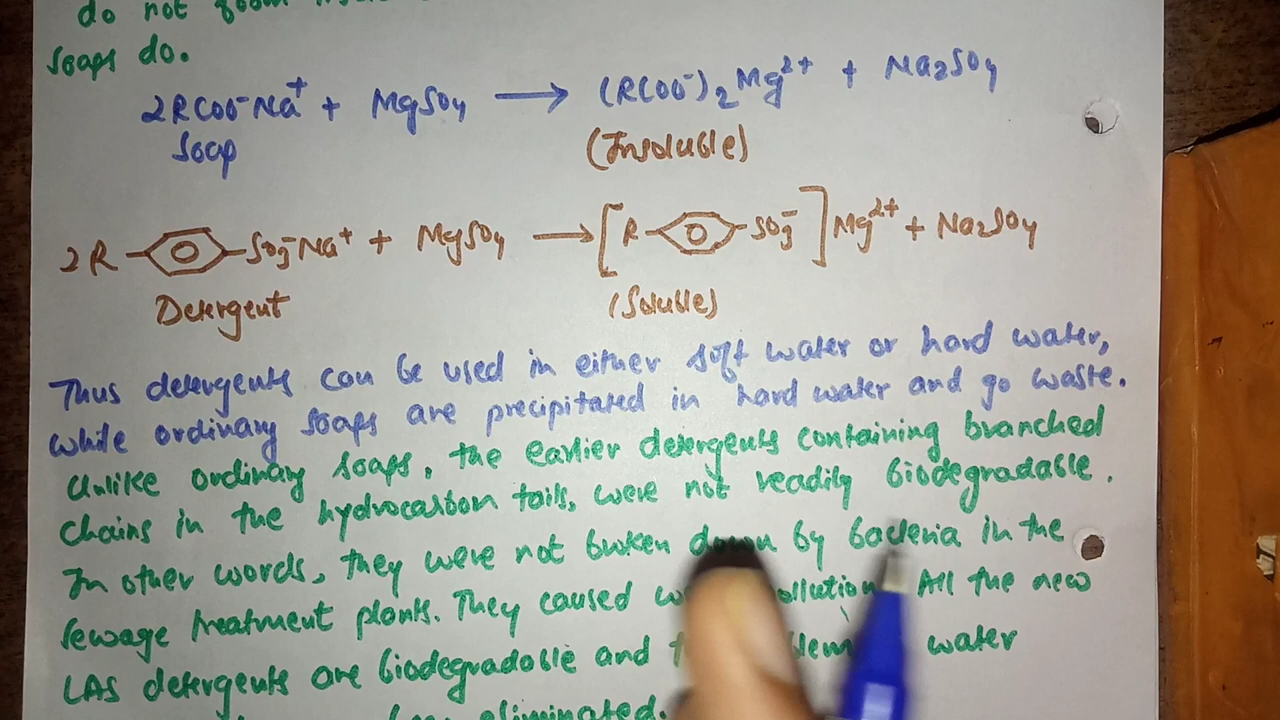 do not
soaps do.
2RCOO⁻Na⁺ + MgSO4 ⟶ (RCOO⁻)2Mg²⁺ + Na2SO4
Soap (Insoluble)
2R-⌬-SO3⁻Na⁺ + MgSO4 ⟶ [R-⌬-SO3⁻]Mg²⁺ + Na2SO4
Detergent (Soluble)
Thus detergents can be used in either soft water or hard water,
while ordinary soaps are precipitated in hard water and go waste.
Unlike ordinary soaps, the earlier detergents containing branched
chains in the hydrocarbon tails, were not readily biodegradable.
In other words, they were not broken down by bacteria in the
sewage treatment plants. They caused All the new
LAS detergents are biodegradable and water
eliminated.